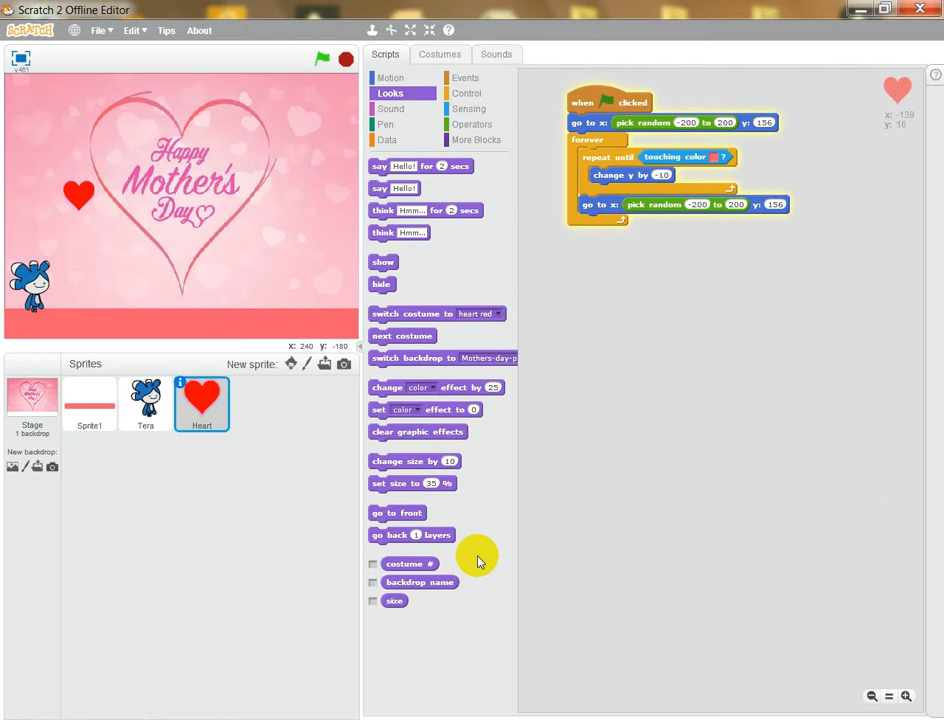 Scratch 2 Offline Editor
SCRATCH File Edit Tips About
v461
Happy
Mother's
Day
X: 240 y: -180
Scripts Costumes Sounds
Motion Events
Looks Control
Sound Sensing
Pen Operators
Data More Blocks
say Hello! for 2 secs
say Hello!
think Hmm... for 2 secs
think Hmm...
show
hide
switch costume to heart red
next costume
switch backdrop to Mothers-day-p
change color effect by 25
set color effect to 0
clear graphic effects
change size by 10
set size to 35 %
go to front
go back 1 layers
costume #
backdrop name
size
when clicked
go to x: pick random -200 to 200 y: 156
forever
repeat until touching color ?
change y by -10
go to x: pick random -200 to 200 y: 156
x: -139
y: 16
?
Sprites New sprite:
Stage
1 backdrop
New backdrop:
Sprite1
Tera
Heart